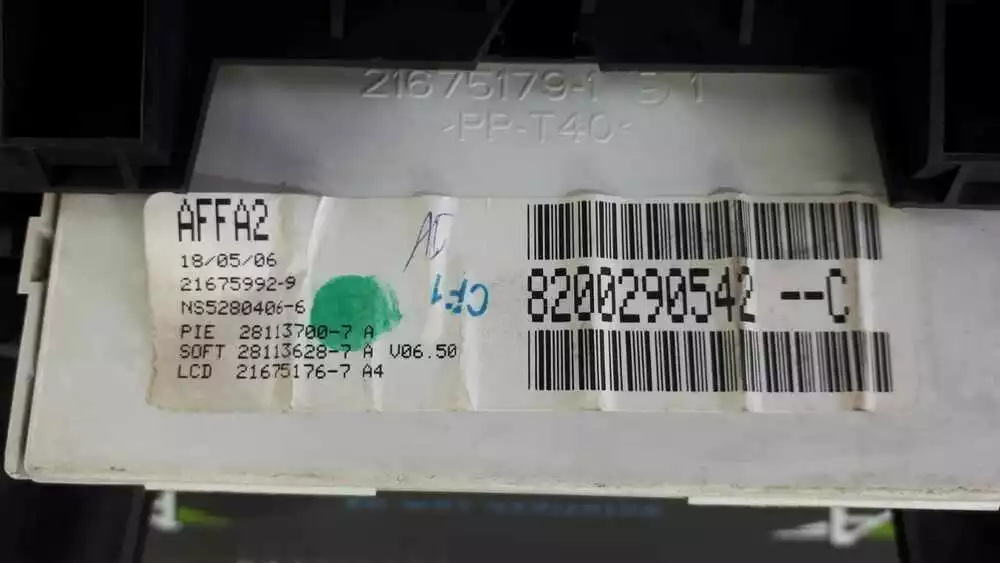 21675179-1 5 1
>PP-T40<
AFFA2
18/05/06
21675992-9
NS5280406-6
PIE 28113700-7 A
SOFT 28113628-7 A V06.50
LCD 21675176-7 A4
CF1
8200290542 --C